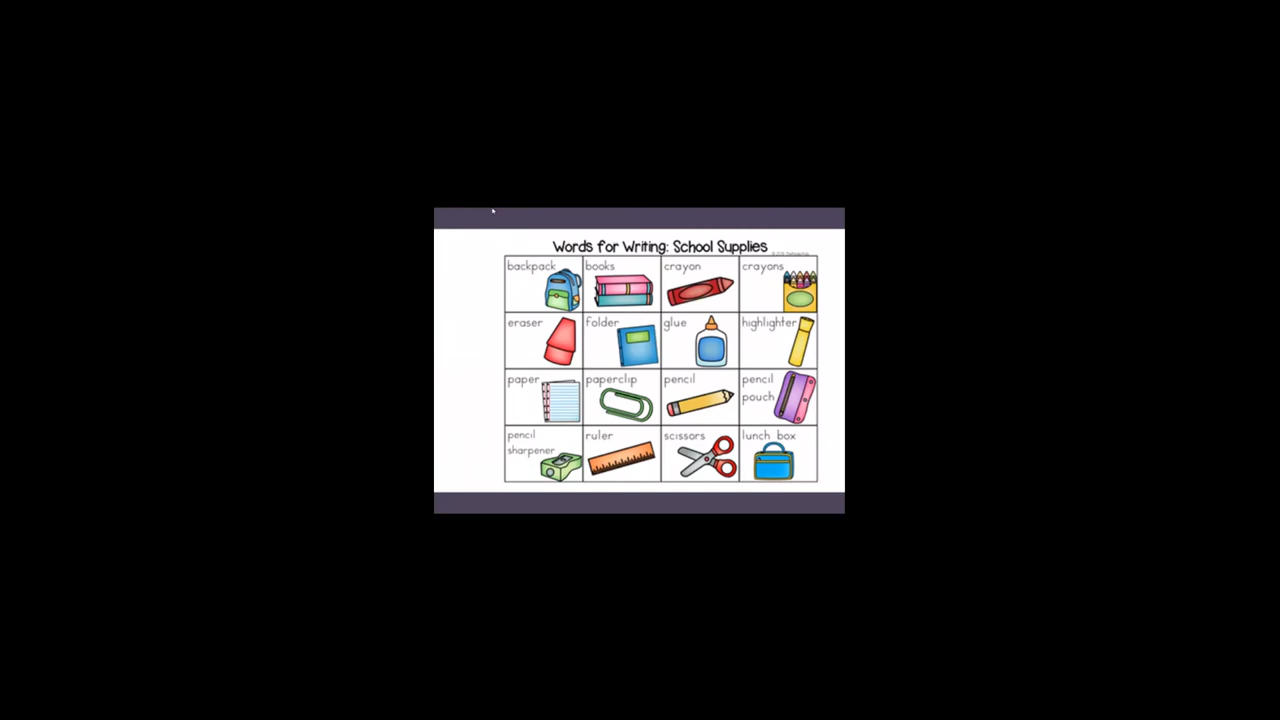 Words for Writing: School Supplies
backpack
books
crayon
crayons
eraser
folder
glue
highlighter
paper
paperclip
pencil
pencil
pouch
pencil
sharpener
ruler
scissors
lunch box